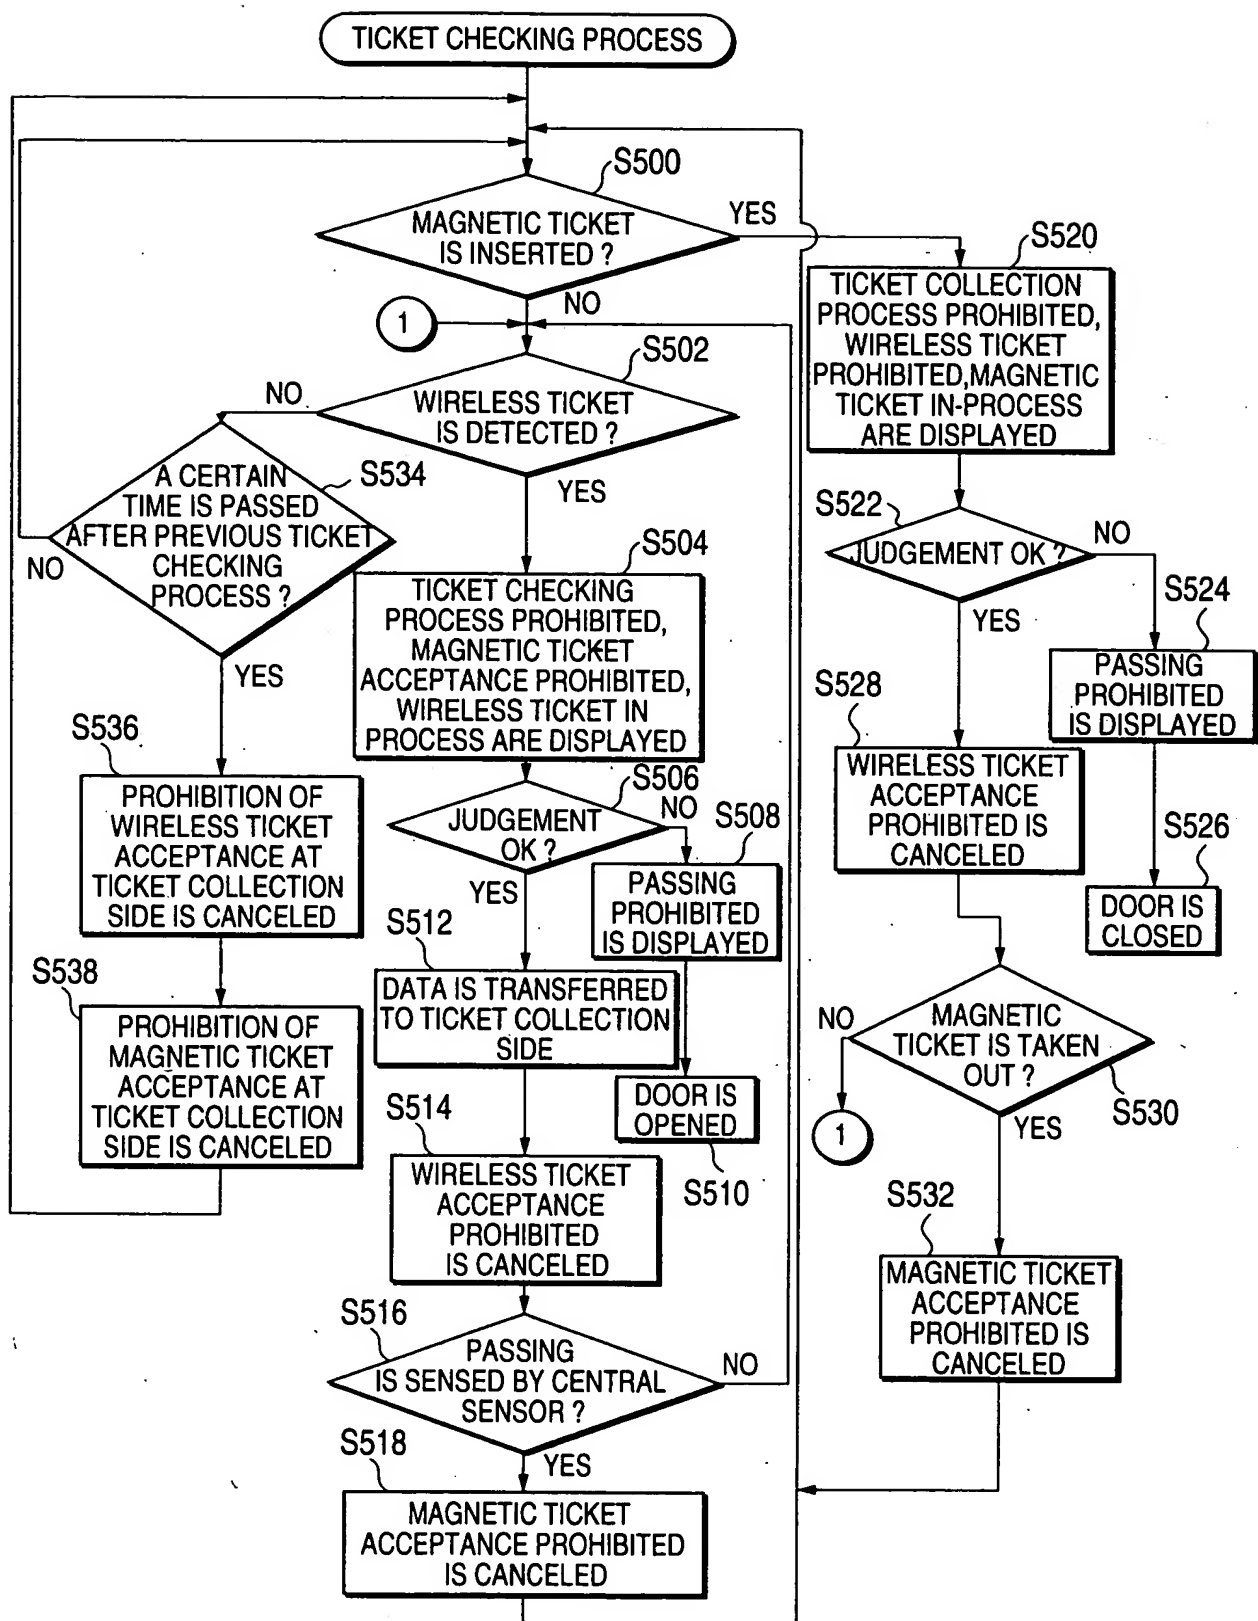 TICKET CHECKING PROCESS
S500
MAGNETIC TICKET
IS INSERTED ?
YES
NO
1
S502
WIRELESS TICKET
IS DETECTED ?
NO
YES
S534
A CERTAIN
TIME IS PASSED
AFTER PREVIOUS TICKET
CHECKING
PROCESS ?
NO
YES
S536
PROHIBITION OF
WIRELESS TICKET
ACCEPTANCE AT
TICKET COLLECTION
SIDE IS CANCELED
S538
PROHIBITION OF
MAGNETIC TICKET
ACCEPTANCE AT
TICKET COLLECTION
SIDE IS CANCELED
S504
TICKET CHECKING
PROCESS PROHIBITED,
MAGNETIC TICKET
ACCEPTANCE PROHIBITED,
WIRELESS TICKET IN
PROCESS ARE DISPLAYED
S506
JUDGEMENT
OK ?
NO
YES
S508
PASSING
PROHIBITED
IS DISPLAYED
DOOR IS
OPENED
S510
S512
DATA IS TRANSFERRED
TO TICKET COLLECTION
SIDE
S514
WIRELESS TICKET
ACCEPTANCE
PROHIBITED
IS CANCELED
S516
PASSING
IS SENSED BY CENTRAL
SENSOR ?
NO
YES
S518
MAGNETIC TICKET
ACCEPTANCE PROHIBITED
IS CANCELED
S520
TICKET COLLECTION
PROCESS PROHIBITED,
WIRELESS TICKET
PROHIBITED,MAGNETIC
TICKET IN-PROCESS
ARE DISPLAYED
S522
JUDGEMENT OK ?
NO
YES
S524
PASSING
PROHIBITED
IS DISPLAYED
S526
DOOR IS
CLOSED
S528
WIRELESS TICKET
ACCEPTANCE
PROHIBITED IS
CANCELED
MAGNETIC
TICKET IS TAKEN
OUT ?
NO
S530
YES
1
S532
MAGNETIC TICKET
ACCEPTANCE
PROHIBITED IS
CANCELED